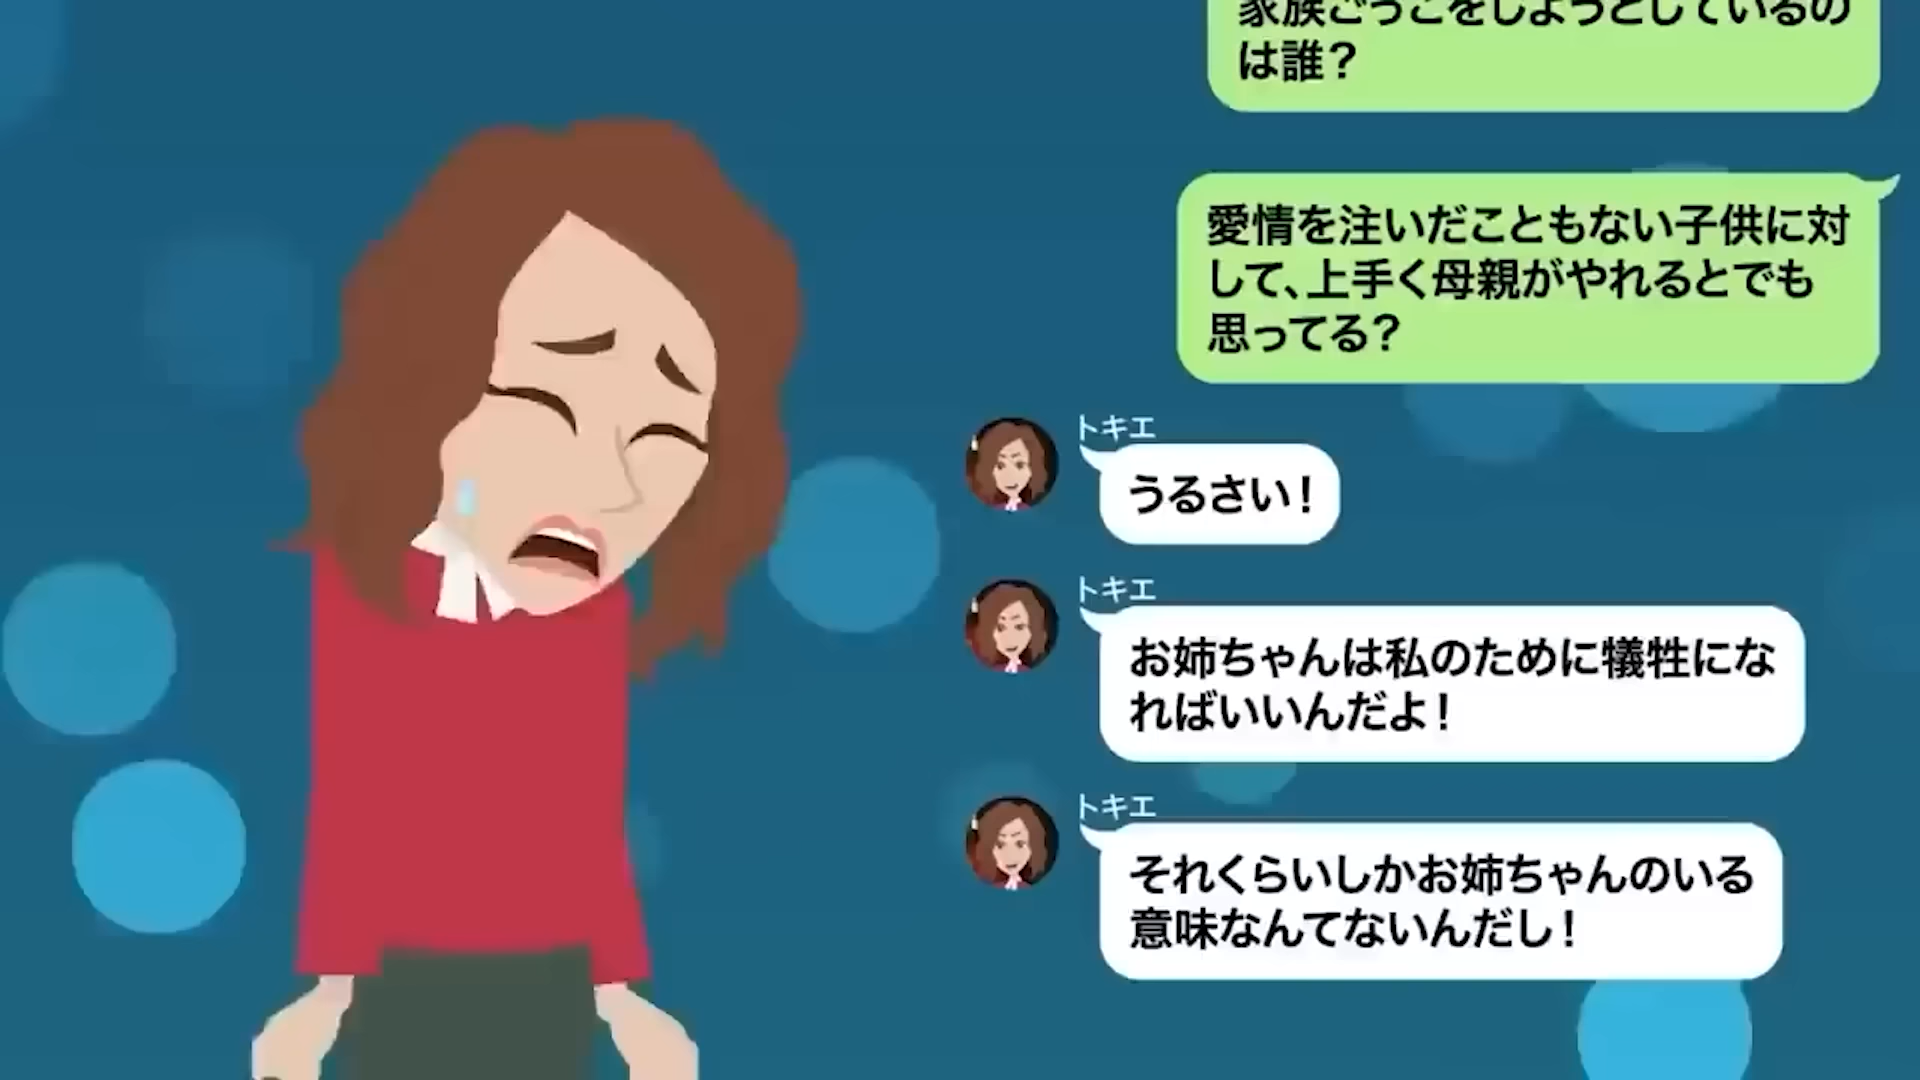 家族ごっこをしようとしているの
は誰？
愛情を注いだこともない子供に対
して、上手く母親がやれるとでも
思ってる？
トキエ
うるさい！
トキエ
お姉ちゃんは私のために犠牲にな
ればいいんだよ！
トキエ
それくらいしかお姉ちゃんのいる
意味なんてないんだし！